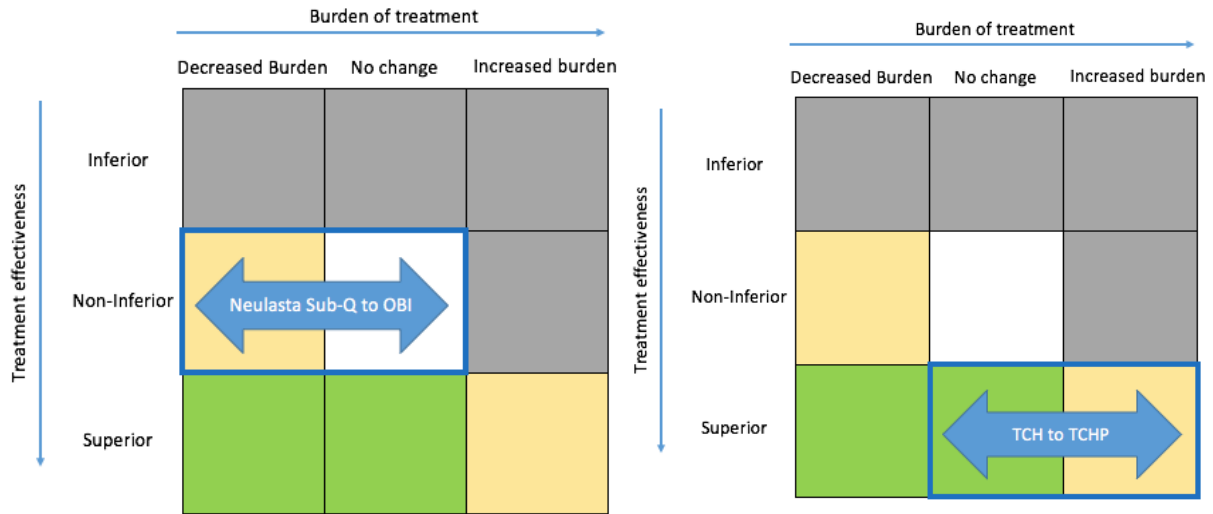 Burden of treatment
Decreased Burden No change Increased burden
Treatment effectiveness
Inferior
Non-Inferior
Neulasta Sub-Q to OBI
Superior
Burden of treatment
Decreased Burden No change Increased burden
Treatment effectiveness
Inferior
Non-Inferior
Superior
TCH to TCHP